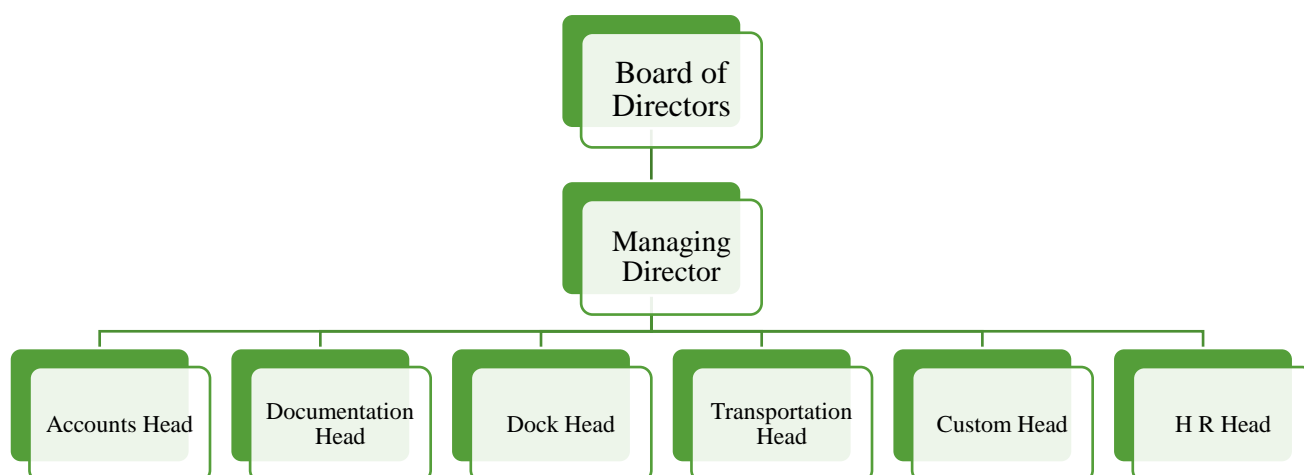 Board of
Directors
Managing
Director
Accounts Head
Documentation
Head
Dock Head
Transportation
Head
Custom Head
H R Head